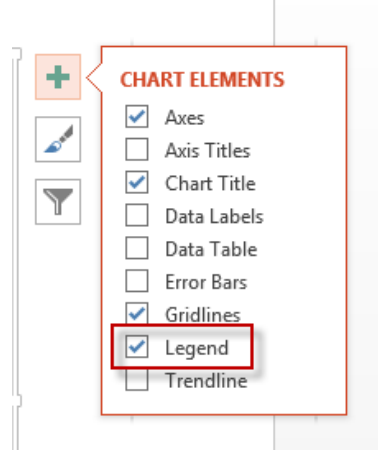 CHART ELEMENTS
Axes
Axis Titles
Chart Title
Data Labels
Data Table
Error Bars
Gridlines
Legend
Trendline